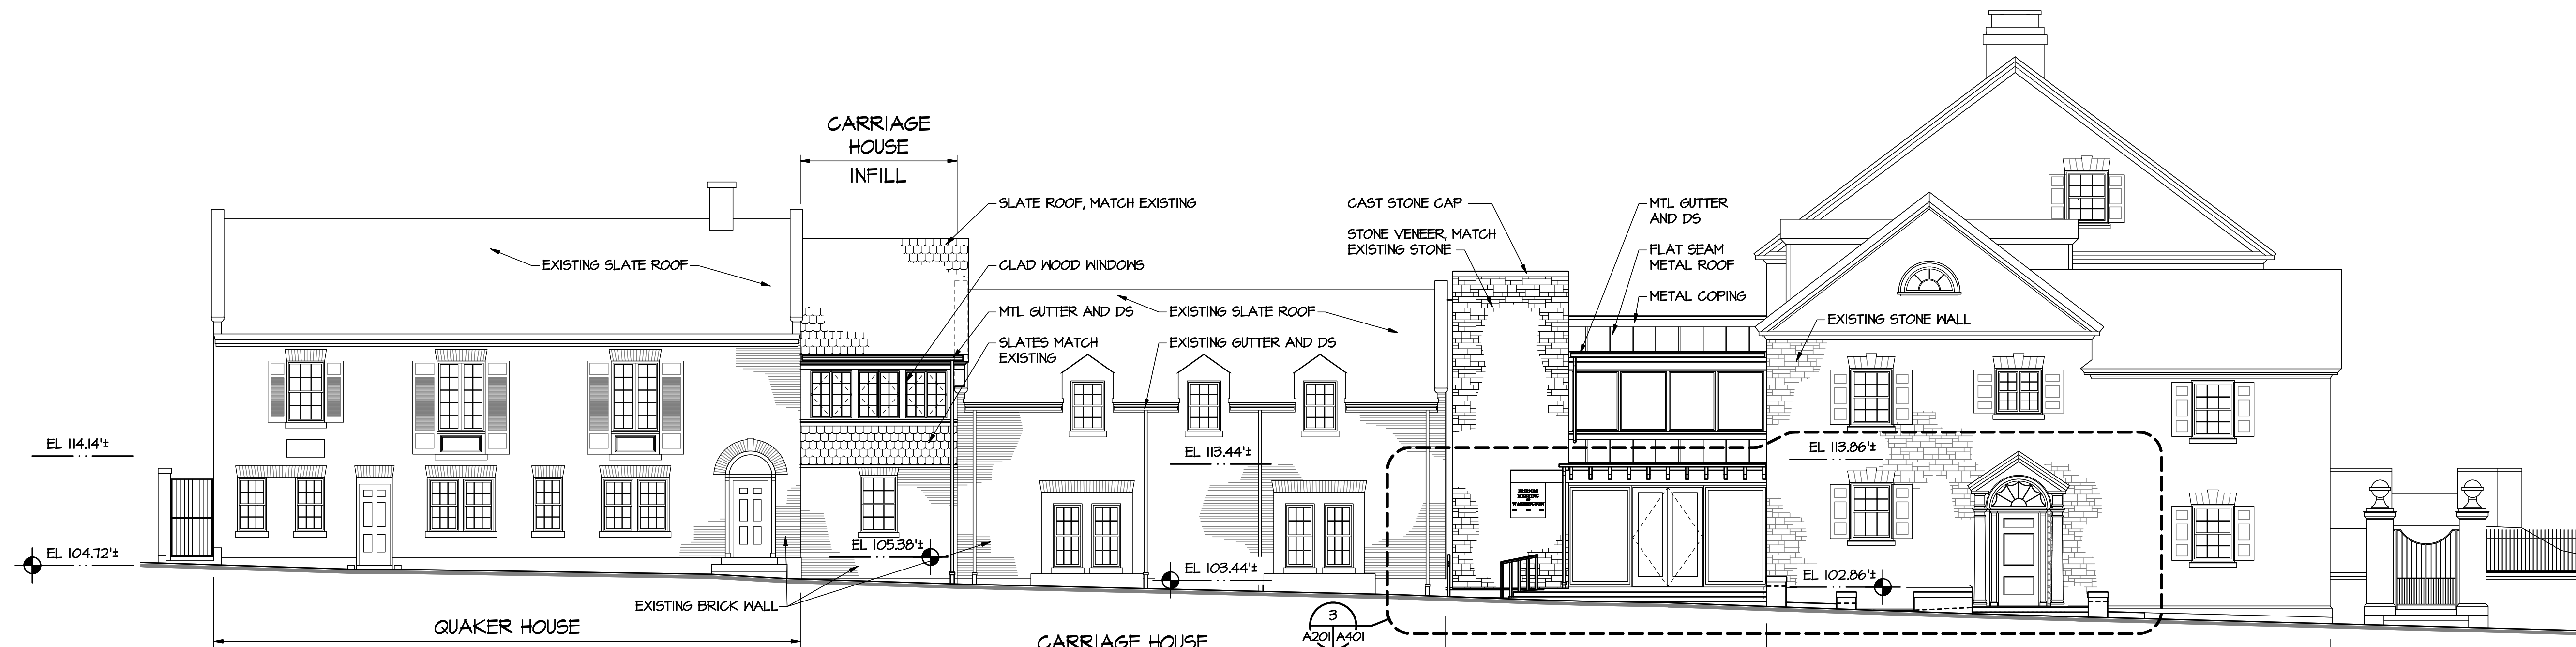 CARRIAGE
HOUSE
INFILL
SLATE ROOF, MATCH EXISTING
CAST STONE CAP
MTL GUTTER
AND DS
STONE VENEER, MATCH
EXISTING STONE
FLAT SEAM
METAL ROOF
EXISTING SLATE ROOF
CLAD WOOD WINDOWS
METAL COPING
MTL GUTTER AND DS
EXISTING SLATE ROOF
EXISTING STONE WALL
SLATES MATCH
EXISTING
EXISTING GUTTER AND DS
EL 114.14'±
EL 113.44'±
EL 113.86'±
FRIENDS
MEETING
OF
WASHINGTON
EL 104.72'±
EL 105.38'±
EL 103.44'±
EL 102.86'±
EXISTING BRICK WALL
3
A201 A401
QUAKER HOUSE
CARRIAGE HOUSE